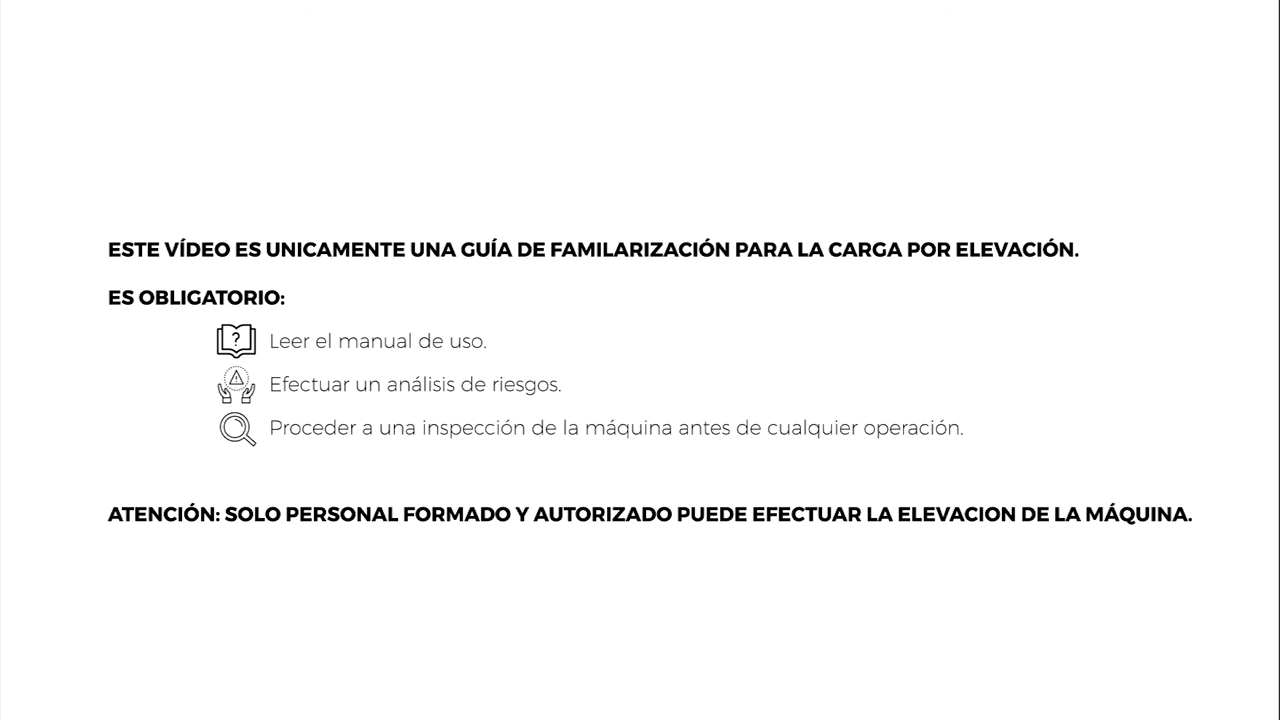 ESTE VÍDEO ES UNICAMENTE UNA GUÍA DE FAMILARIZACIÓN PARA LA CARGA POR ELEVACIÓN.
ES OBLIGATORIO:
Leer el manual de uso.
Efectuar un análisis de riesgos.
Proceder a una inspección de la máquina antes de cualquier operación.
ATENCIÓN: SOLO PERSONAL FORMADO Y AUTORIZADO PUEDE EFECTUAR LA ELEVACION DE LA MÁQUINA.